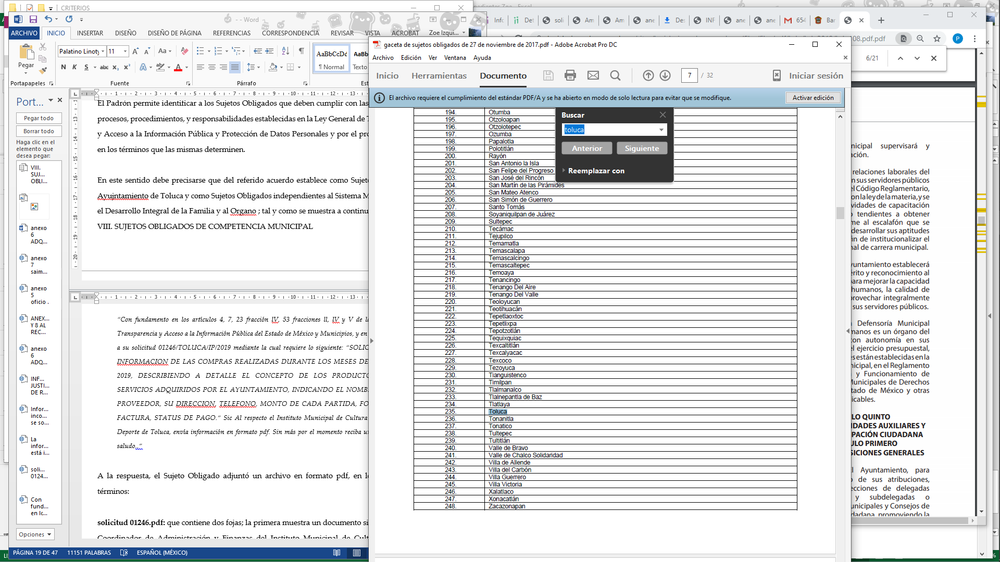 CRITERIOS
- - Word
ARCHIVO INICIO INSERTAR DISEÑO DISEÑO DE PÁGINA REFERENCIAS CORRESPONDENCIA REVISAR VISTA ACROBAT Zoe Izqui...
Pegar
Palatino Linoty 11
N K S abc x₂ x²
AaBbCcDc AaBb
¶ Normal Texto
Portapapeles Fuente Párrafo Est
Port...
Pegar todo
Borrar todo
Haga clic en el
elemento que
desea pegar:
VIII.
SUJ...
OBLI...
anexo
6
ADQ...
anexo
7
saim...
anexo
5
oficio .
ANEX...
Y 8 AL
REC...
anexo
6
ADQ...
INF...
JUSTI...
DE R...
Infor...
inco...
se so...
La
infor...
está i...
soli...
0124...
Con
fund...
en lc...
Opciones
El Padrón permite identificar a los Sujetos Obligados que deben cumplir con las
procesos, procedimientos, y responsabilidades establecidas en la Ley General de T
y Acceso a la Información Pública y Protección de Datos Personales y por el pro
en los términos que las mismas determinen.
En este sentido debe precisarse que del referido acuerdo establece como Sujeto
Ayujntamiento de Toluca y como Sujetos Obligados independientes al Sistema M
el Desarrollo Integral de la Familia y al Organo ; tal y como se muestra a continu
VIII. SUJETOS OBLIGADOS DE COMPETENCIA MUNICIPAL
“Con fundamento en los artículos 4, 7, 23 fracción lV, 53 fracciones ll, lV y V de la
Transparencia y Acceso a la Información Pública del Estado de México y Municipios, y en
a su solicitud 01246/TOLUCA/IP/2019 mediante la cual requiere lo siguiente: “SOLIC
INFORMACION DE LAS COMPRAS REALIZADAS DURANTE LOS MESES DE
2019, DESCRIBIENDO A DETALLE EL CONCEPTO DE LOS PRODUCTO
SERVICIOS ADQUIRIDOS POR EL AYUNTAMIENTO, INDICANDO EL NOMB
PROVEEDOR, SU DIRECCION, TELEFONO, MONTO DE CADA PARTIDA, FO
FACTURA, STATUS DE PAGO.” Sic Al respecto el Instituto Municipal de Cultura
Deporte de Toluca, envía información en formato pdf. Sin más por el momento reciba un
saludo..”
A la respuesta, el Sujeto Obligado adjuntó un archivo en formato pdf, en lo
términos:
solicitud 01246.pdf: que contiene dos fojas; la primera muestra un documento si
Coordinador de Administración y Finanzas del Instituto Municipal de Cult
PÁGINA 19 DE 47 11151 PALABRAS ESPAÑOL (MÉXICO)
gaceta de sujetos obligados de 27 de noviembre de 2017.pdf - Adobe Acrobat Pro DC
Archivo Edición Ver Ventana Ayuda
Inicio Herramientas Documento 7 / 32 Iniciar sesión
El archivo requiere el cumplimiento del estándar PDF/A y se ha abierto en modo de solo lectura para evitar que se modifique. Activar edición
Buscar
toluca
Anterior Siguiente
Reemplazar con
194. Otumba
195. Otzoloapan
196. Otzolotepec
197. Ozumba
198. Papalotla
199. Polotitlán
200. Rayón
201. San Antonio la Isla
202. San Felipe del Progreso
203. San José del Rincón
204. San Martín de las Pirámides
205. San Mateo Atenco
206. San Simón de Guerrero
207. Santo Tomás
208. Soyaniquilpan de Juárez
209. Sultepec
210. Tecámac
211. Tejupilco
212. Temamatla
213. Temascalapa
214. Temascalcingo
215. Temascaltepec
216. Temoaya
217. Tenancingo
218. Tenango Del Aire
219. Tenango Del Valle
220. Teoloyucan
221. Teotihuacán
222. Tepetlaoxtoc
223. Tepetlixpa
224. Tepotzotlán
225. Tequixquiac
226. Texcaltitlán
227. Texcalyacac
228. Texcoco
229. Tezoyuca
230. Tianguistenco
231. Timilpan
232. Tlalmanalco
233. Tlalnepantla de Baz
234. Tlatlaya
235. Toluca
236. Tonanitla
237. Tonatico
238. Tultepec
239. Tultitlán
240. Valle de Bravo
241. Valle de Chalco Solidaridad
242. Villa de Allende
243. Villa del Carbón
244. Villa Guerrero
245. Villa Victoria
246. Xalatlaco
247. Xonacatlán
248. Zacazonapan
Infc Det soli Am Am ane Des INF ane ane 654 Bar
08.pdf.pdf
6/21
nicipal supervisará y
ación.
relaciones laborales del
n sus servidores públicos
el Código Reglamentario,
on la ley de la materia, y se
vidades de capacitación
o tendientes a obtener
me al escalafón que se
desarrollar sus aptitudes
fin de institucionalizar el
nal de carrera municipal.
yuntamiento establecerá
érito y reconocimiento al
para mejorar la capacidad
humanos, la calidad de
provechar integralmente
sus servidores públicos.
a Defensoría Municipal
manos es un órgano del
con autonomía en sus
el ejercicio presupuestal,
es están establecidas en la
nicipal, en el Reglamento
y Funcionamiento de
Municipales de Derechos
tado de México y otras
icables.
LO QUINTO
IDADES AUXILIARES Y
IPACIÓN CIUDADANA
ULO PRIMERO
SICIONES GENERALES
El Ayuntamiento, para
o de sus atribuciones,
ecciones de delegadas
y subdelegadas o
unicipales y Consejos de
dadana, promoviendo la